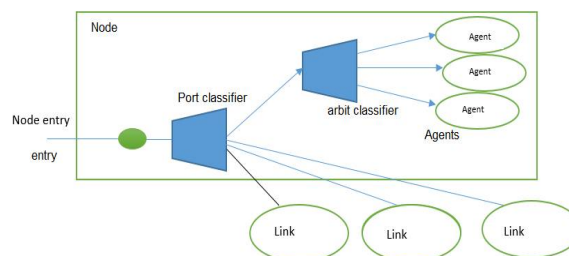 Node
Agent
Agent
Port classifier
arbit classifier
Agent
Node entry
Agents
entry
Link
Link
Link